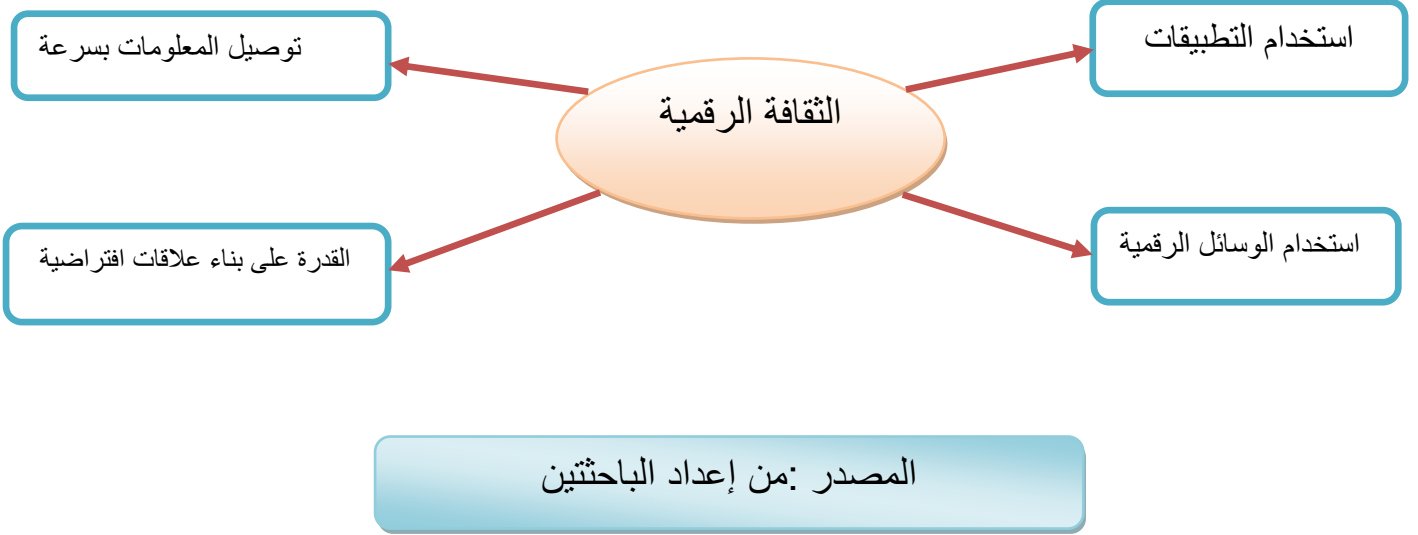 استخدام التطبيقات
توصيل المعلومات بسرعة
الثقافة الرقمية
استخدام الوسائل الرقمية
القدرة على بناء علاقات افتراضية
المصدر :من إعداد الباحثتين